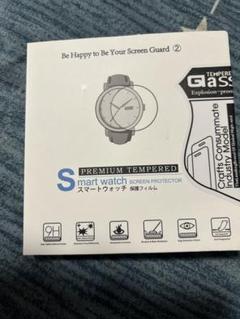 Be Happy to Be Your Screen Guard ②
TEMPERED
Glass
Explosion-proof
Crafts Consummate
Industry Model
PREMIUM TEMPERED
Smart watch SCREEN PROTECTOR
スマートウォッチ 保護フィルム
9H